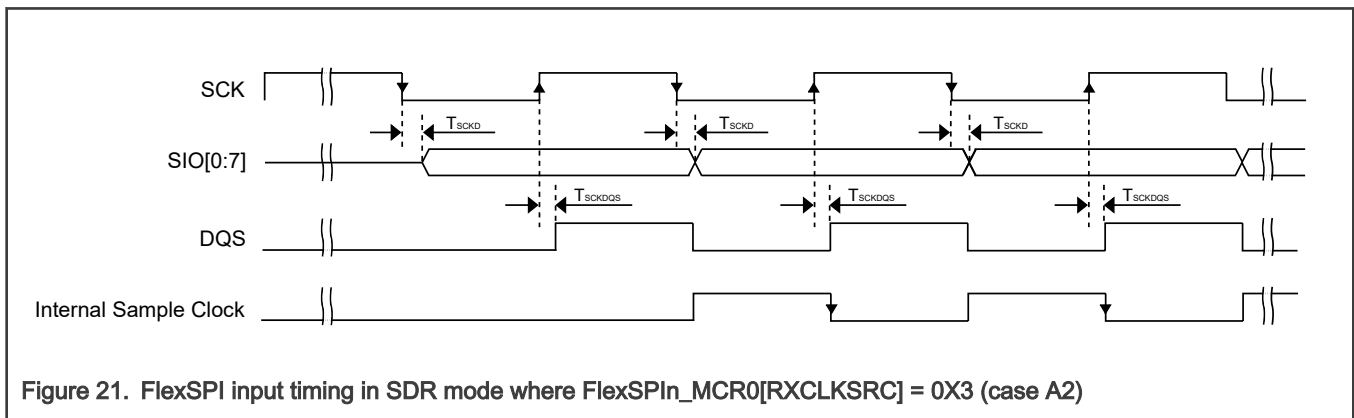 SCK
TSCKD TSCKD TSCKD
SIO[0:7]
TSCKDQS TSCKDQS TSCKDQS
DQS
Internal Sample Clock
Figure 21. FlexSPI input timing in SDR mode where FlexSPIn_MCR0[RXCLKSRC] = 0X3 (case A2)